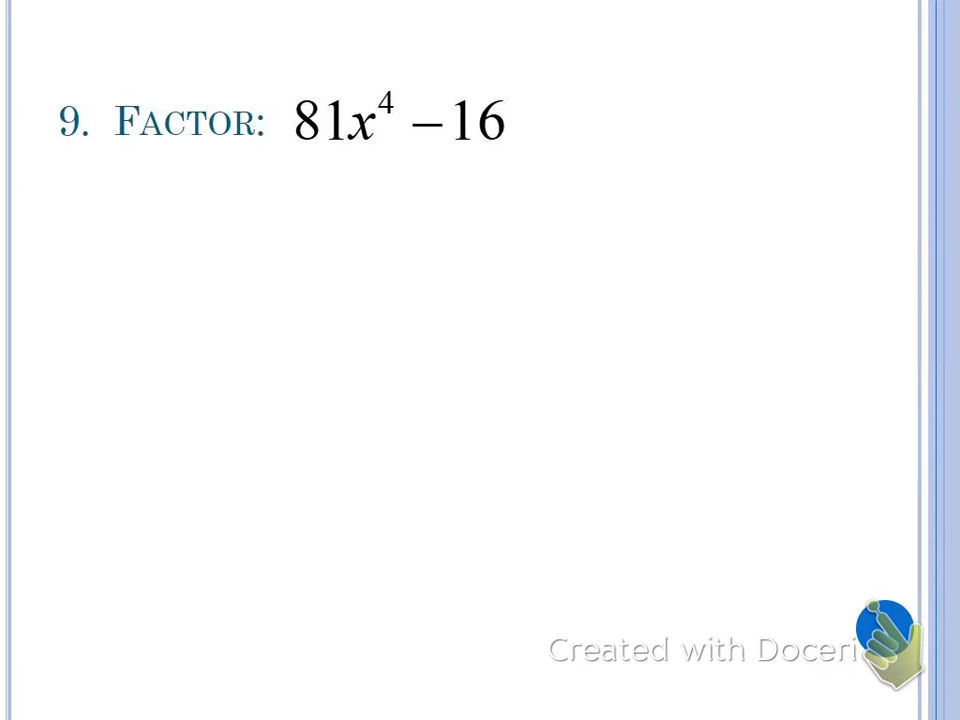 9. FACTOR: 81x⁴ – 16
Created with Doceri